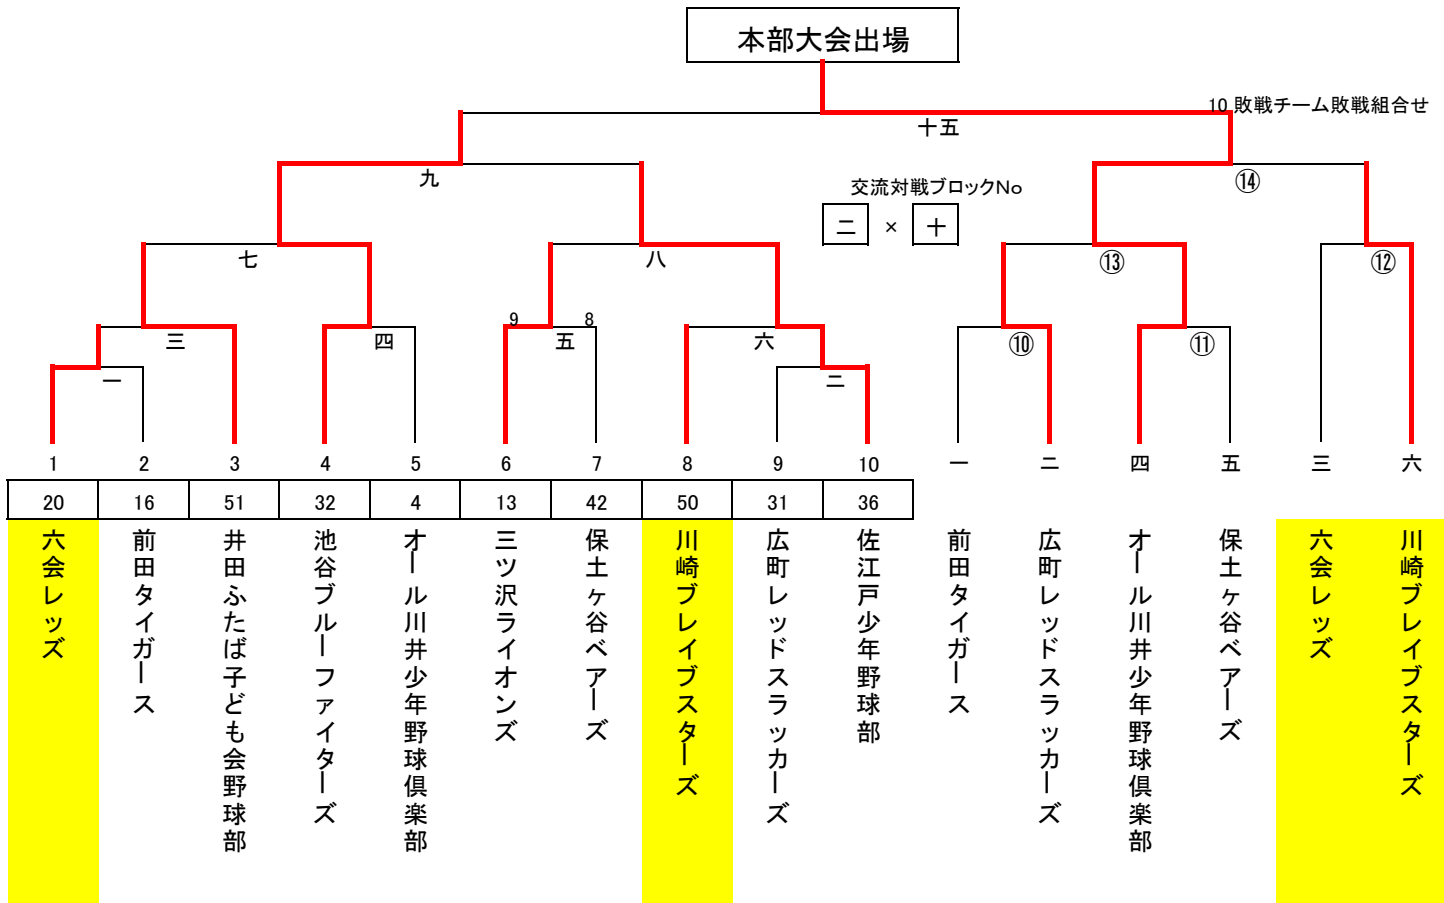 本部大会出場
10 敗戦チーム敗戦組合せ
十五
九
⑭
交流対戦ブロックNo
二 × 十
七
八
⑬
⑫
9 8
三
四
五
六
⑩
⑪
一
二
1 2 3 4 5 6 7 8 9 10 一 二 四 五 三 六
20 16 51 32 4 13 42 50 31 36
六会レッズ
前田タイガース
井田ふたば子ども会野球部
池谷ブルーファイターズ
オール川井少年野球倶楽部
三ツ沢ライオンズ
保土ヶ谷ベアーズ
川崎ブレイブスターズ
広町レッドスラッカーズ
佐江戸少年野球部
前田タイガース
広町レッドスラッカーズ
オール川井少年野球倶楽部
保土ヶ谷ベアーズ
六会レッズ
川崎ブレイブスターズ